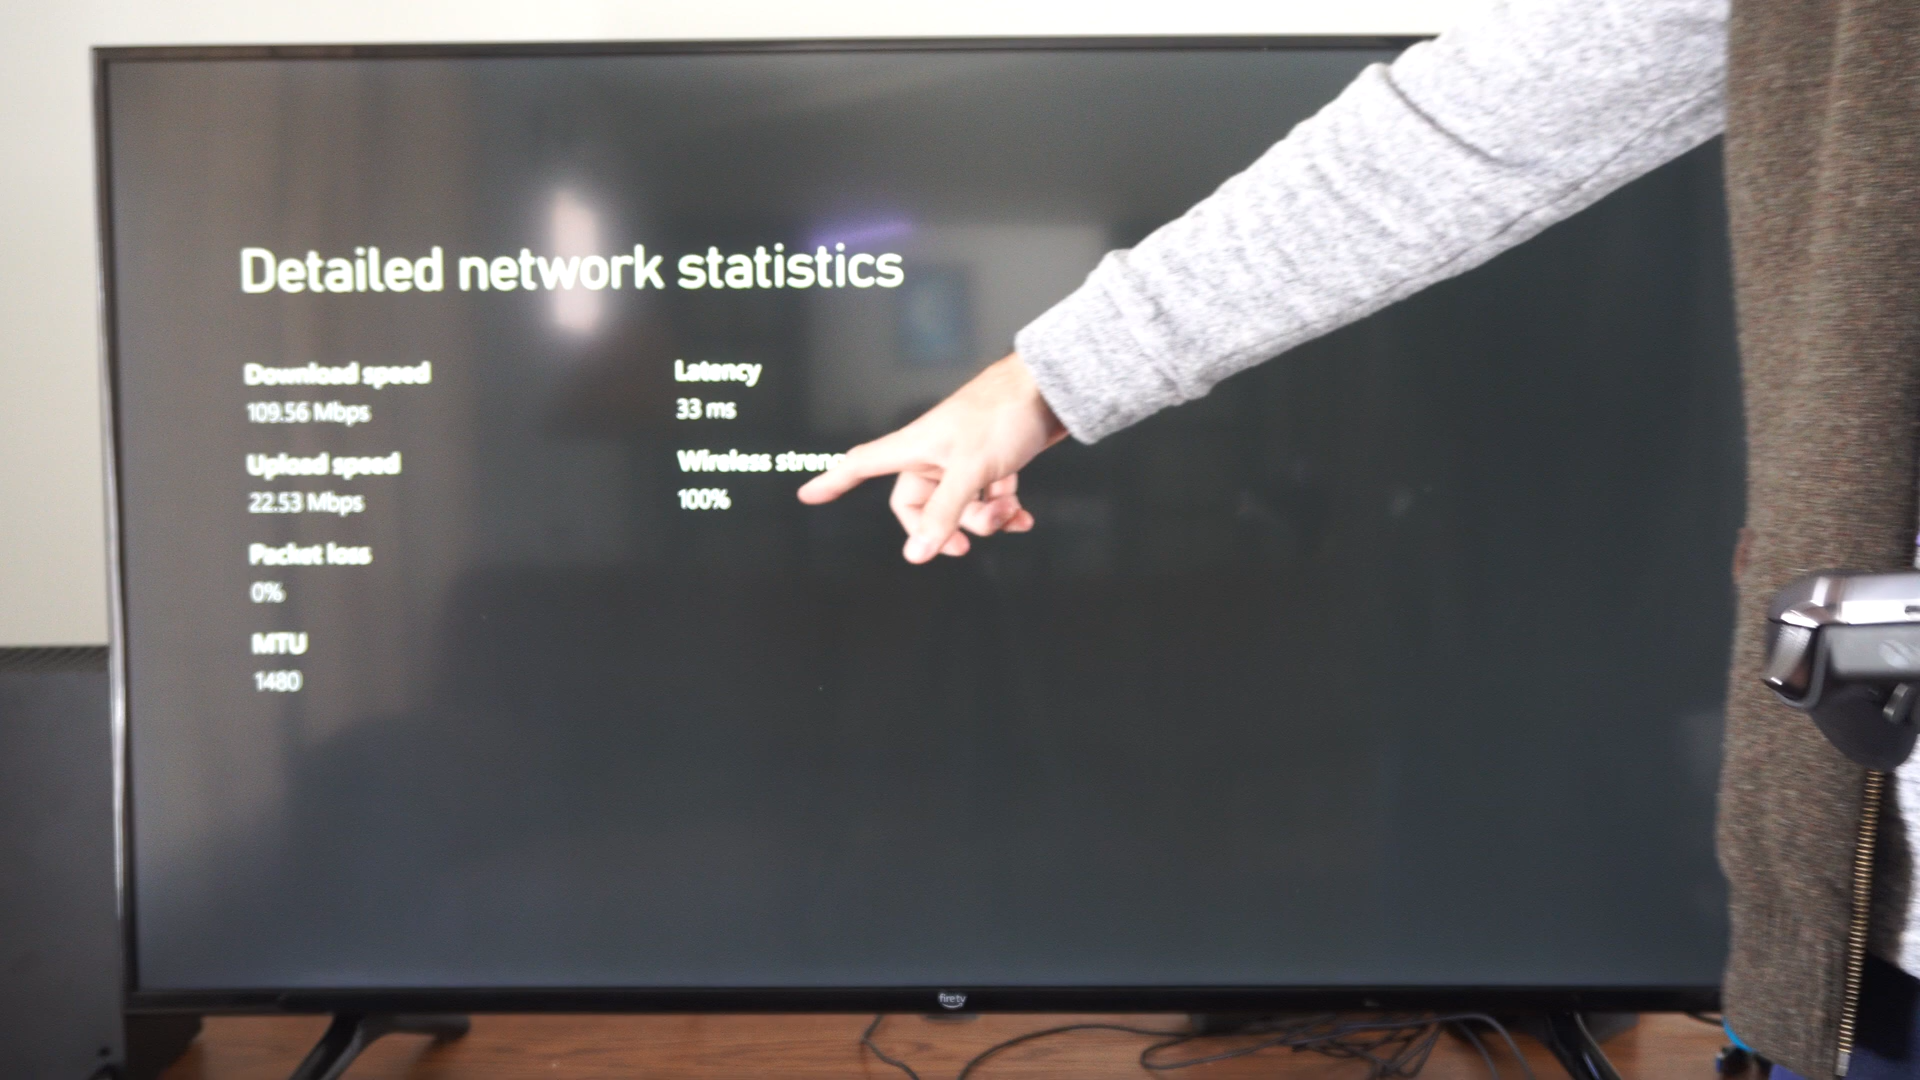 Detailed network statistics
Download speed
109.56 Mbps
Upload speed
22.53 Mbps
Packet loss
0%
MTU
1480
Latency
33 ms
Wireless
100%
fire tv